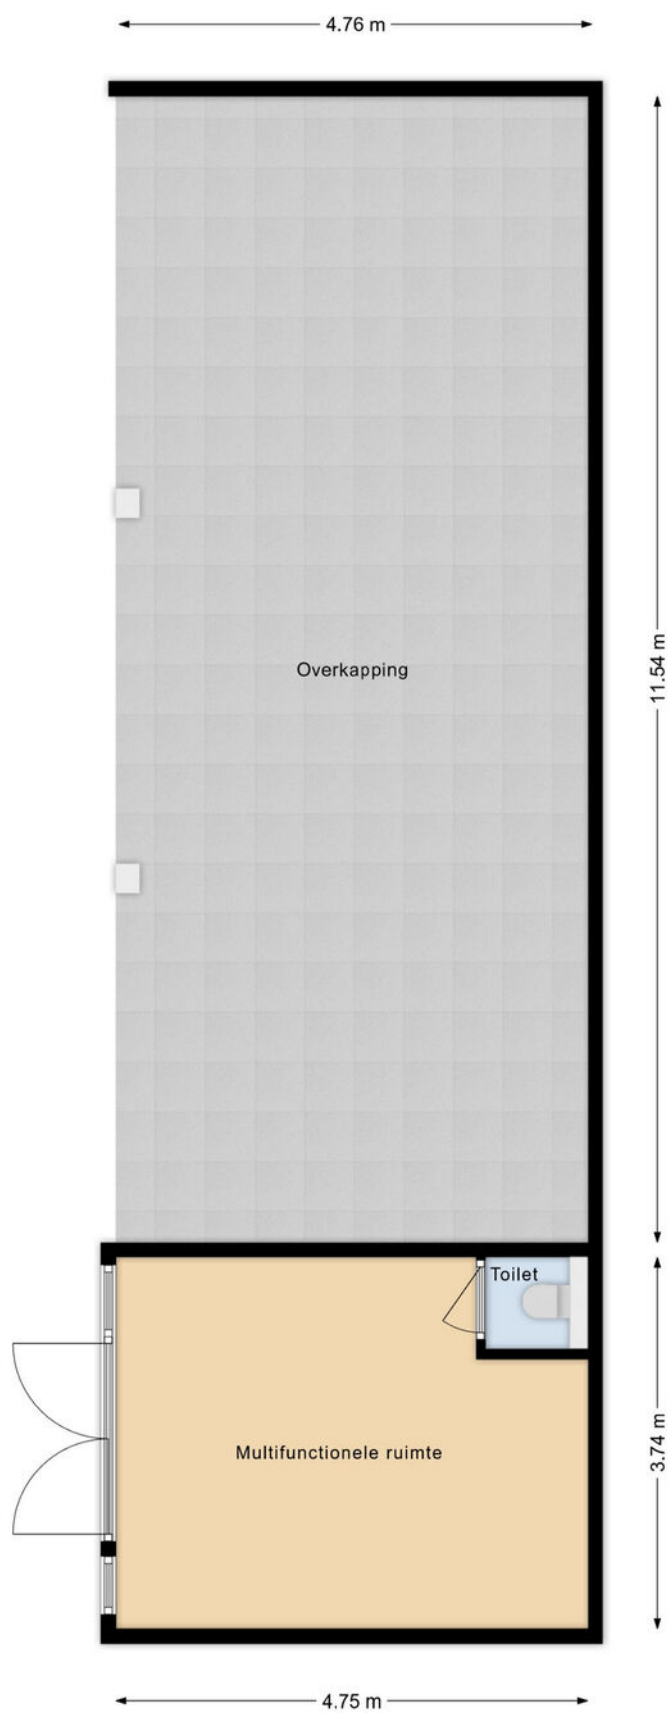 4.76 m
Overkapping
11.54 m
Toilet
Multifunctionele ruimte
3.74 m
4.75 m